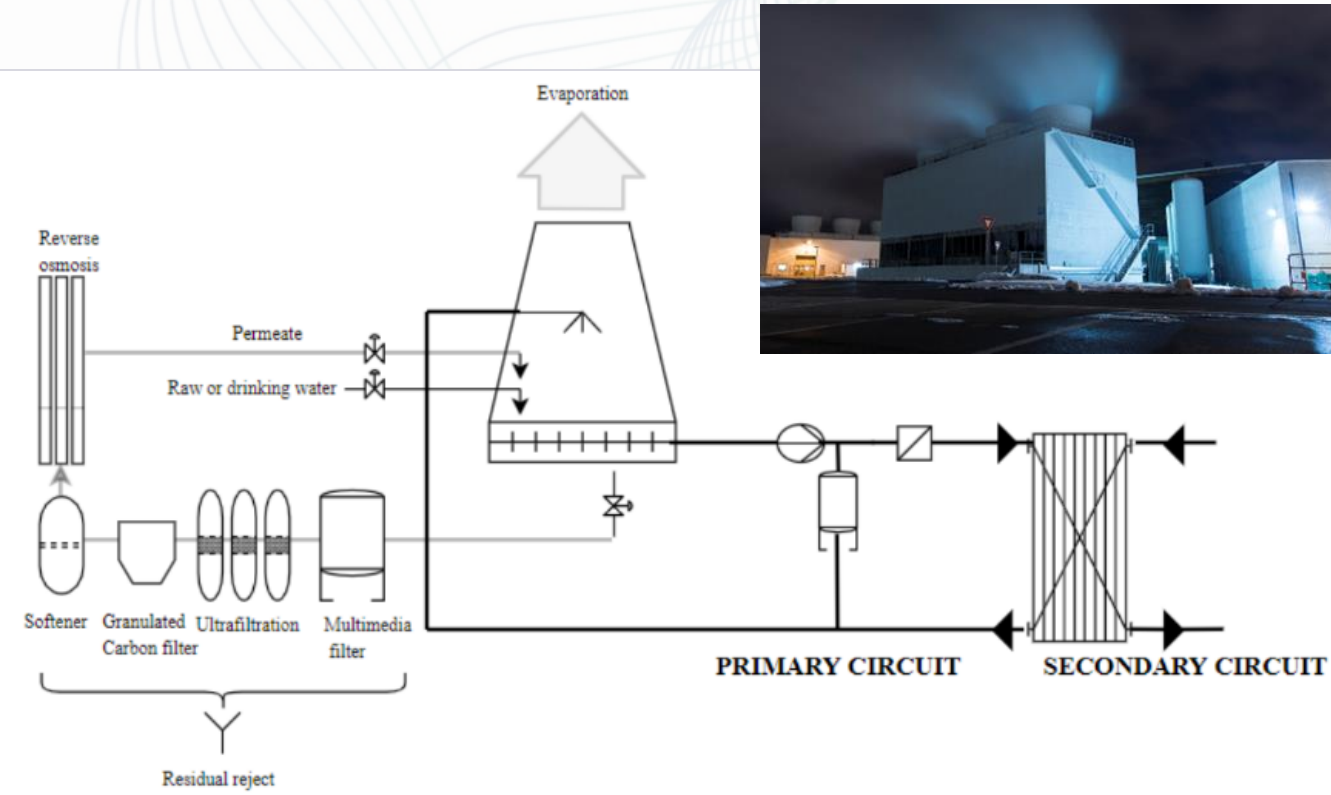 Evaporation
Reverse
osmosis
Permeate
Raw or drinking water
Softener
Granulated
Carbon filter
Ultrafiltration
Multimedia
filter
PRIMARY CIRCUIT
SECONDARY CIRCUIT
Residual reject